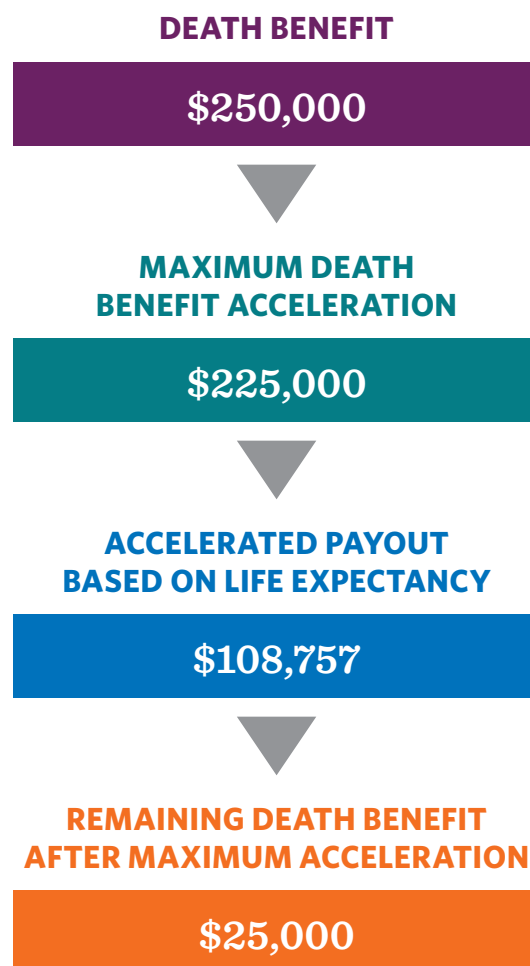 DEATH BENEFIT
$250,000
MAXIMUM DEATH
BENEFIT ACCELERATION
$225,000
ACCELERATED PAYOUT
BASED ON LIFE EXPECTANCY
$108,757
REMAINING DEATH BENEFIT
AFTER MAXIMUM ACCELERATION
$25,000